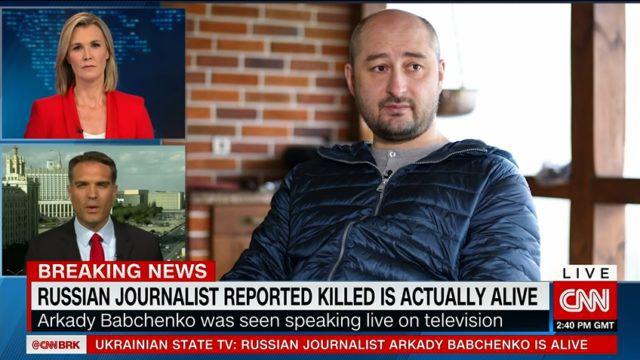 BREAKING NEWS
RUSSIAN JOURNALIST REPORTED KILLED IS ACTUALLY ALIVE
Arkady Babchenko was seen speaking live on television
LIVE
CNN
2:40 PM GMT
@CNNBRK
UKRAINIAN STATE TV: RUSSIAN JOURNALIST ARKADY BABCHENKO IS ALIVE